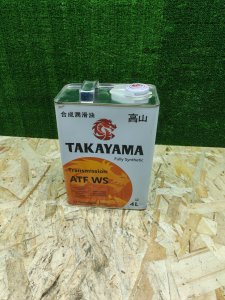 合成潤滑油 高山
TAKAYAMA
Fully Synthetic
Transmission
ATF WS
4L